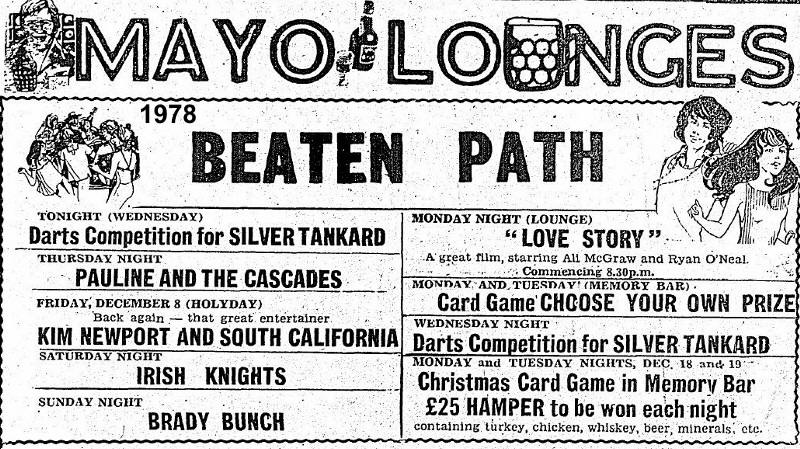 MAYO LOUNGES
1978
BEATEN PATH
TONIGHT (WEDNESDAY)
Darts Competition for SILVER TANKARD
THURSDAY NIGHT
PAULINE AND THE CASCADES
FRIDAY, DECEMBER 8 (HOLYDAY)
Back again — that great entertainer
KIM NEWPORT AND SOUTH CALIFORNIA
SATURDAY NIGHT
IRISH KNIGHTS
SUNDAY NIGHT
BRADY BUNCH
MONDAY NIGHT (LOUNGE)
"LOVE STORY"
A great film, starring Ali McGraw and Ryan O'Neal.
Commencing 8.30p.m.
MONDAY AND TUESDAY (MEMORY BAR)
Card Game CHOOSE YOUR OWN PRIZE
WEDNESDAY NIGHT
Darts Competition for SILVER TANKARD
MONDAY and TUESDAY NIGHTS, DEC. 18 and 19
Christmas Card Game in Memory Bar
£25 HAMPER to be won each night
containing turkey, chicken, whiskey, beer, minerals, etc.